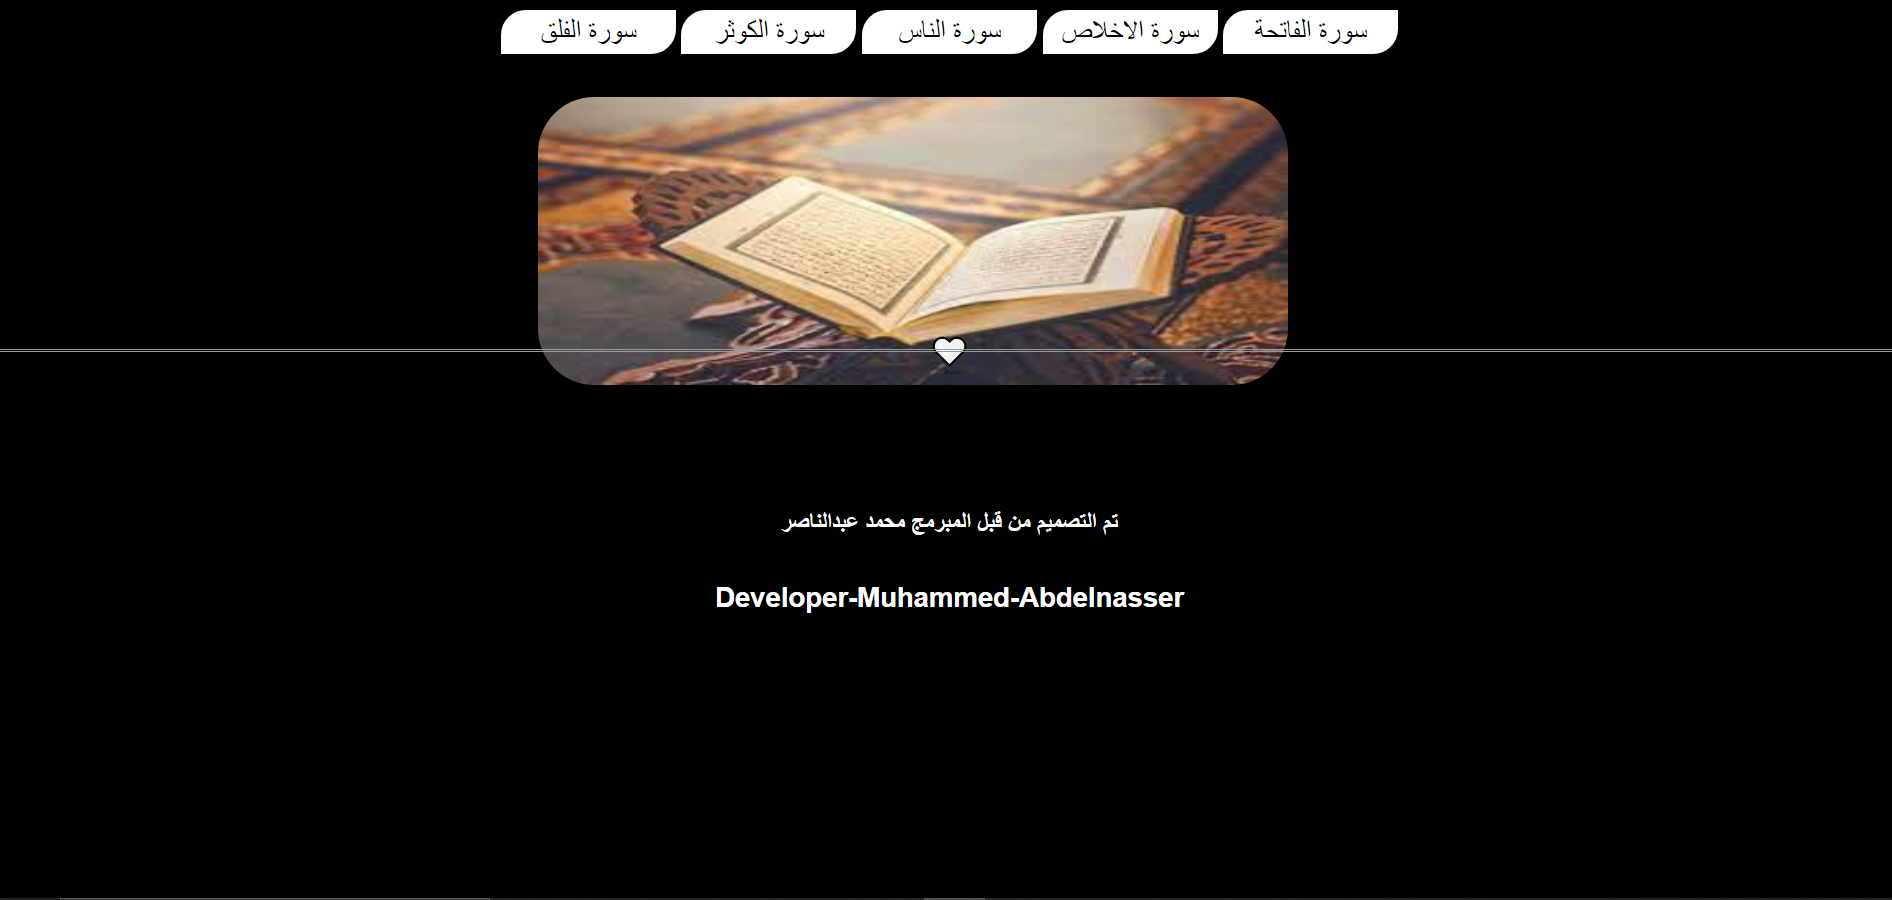 سورة الفاتحة
سورة الاخلاص
سورة الناس
سورة الكوثر
سورة الفلق
تم التصميم من قبل المبرمج محمد عبدالناصر
Developer-Muhammed-Abdelnasser